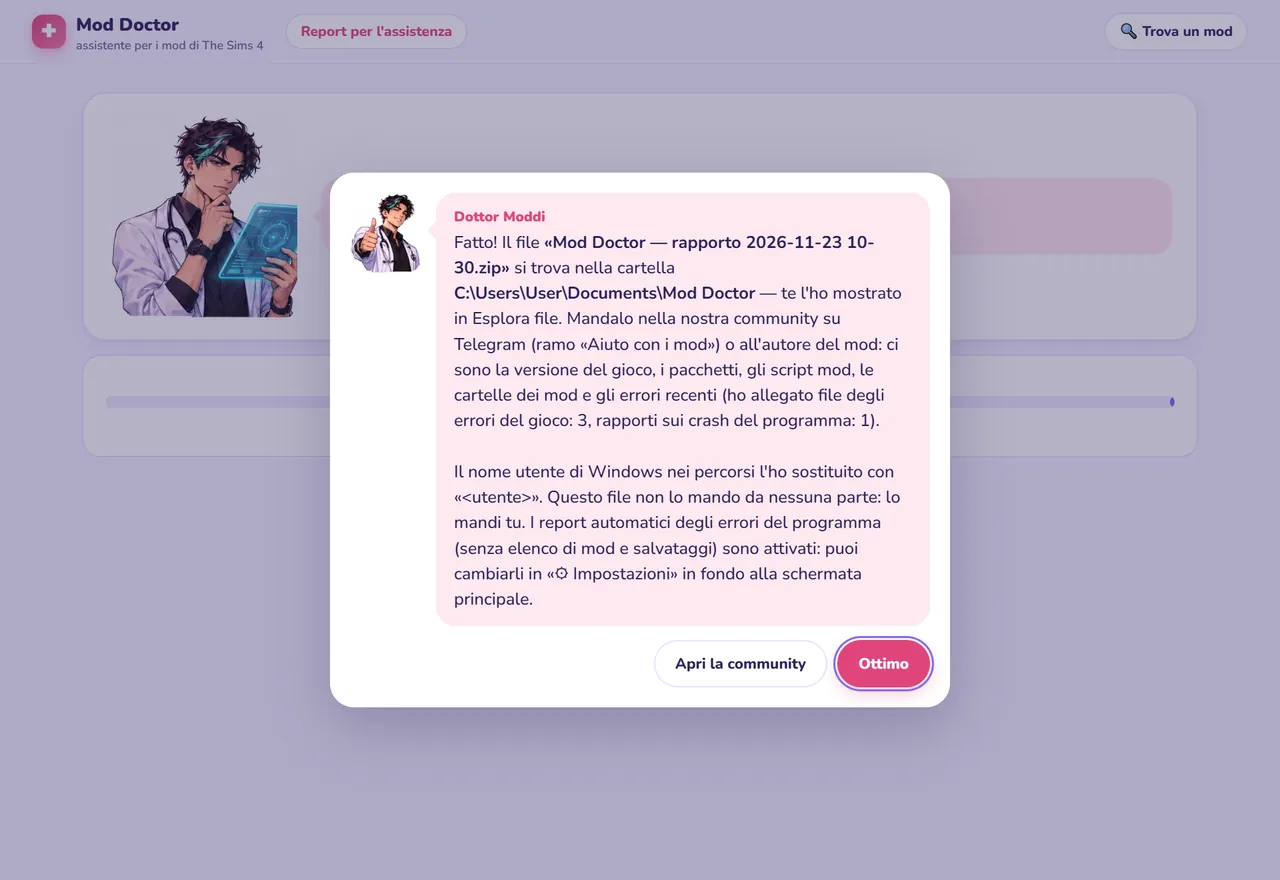 Mod Doctor
assistente per i mod di The Sims 4
Report per l'assistenza
🔍 Trova un mod
Dottor Moddi
Fatto! Il file «Mod Doctor — rapporto 2026-11-23 10-
30.zip» si trova nella cartella
C:\Users\User\Documents\Mod Doctor — te l'ho mostrato
in Esplora file. Mandalo nella nostra community su
Telegram (ramo «Aiuto con i mod») o all'autore del mod: ci
sono la versione del gioco, i pacchetti, gli script mod, le
cartelle dei mod e gli errori recenti (ho allegato file degli
errori del gioco: 3, rapporti sui crash del programma: 1).
Il nome utente di Windows nei percorsi l'ho sostituito con
«<utente>». Questo file non lo mando da nessuna parte: lo
mandi tu. I report automatici degli errori del programma
(senza elenco di mod e salvataggi) sono attivati: puoi
cambiarli in «⚙ Impostazioni» in fondo alla schermata
principale.
Apri la community
Ottimo